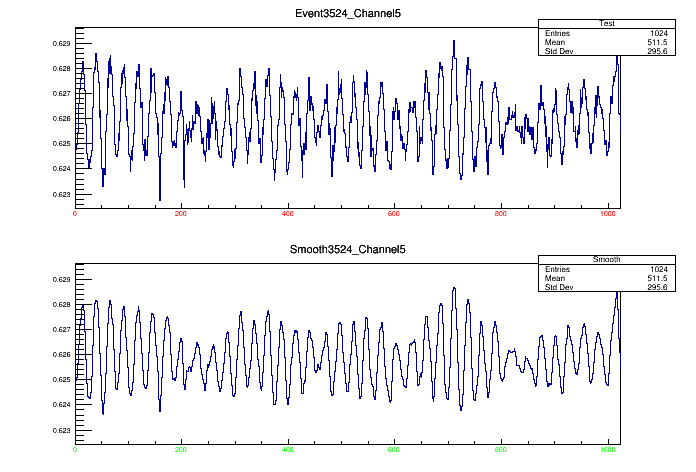 Event3524_Channel5
Test
Entries 1024
Mean 511.5
Std Dev 295.6
0.629
0.628
0.627
0.626
0.625
0.624
0.623
0 200 400 600 800 1000
Smooth3524_Channel5
Smooth
Entries 1024
Mean 511.5
Std Dev 295.6
0.629
0.628
0.627
0.626
0.625
0.624
0.623
0 200 400 600 800 1000